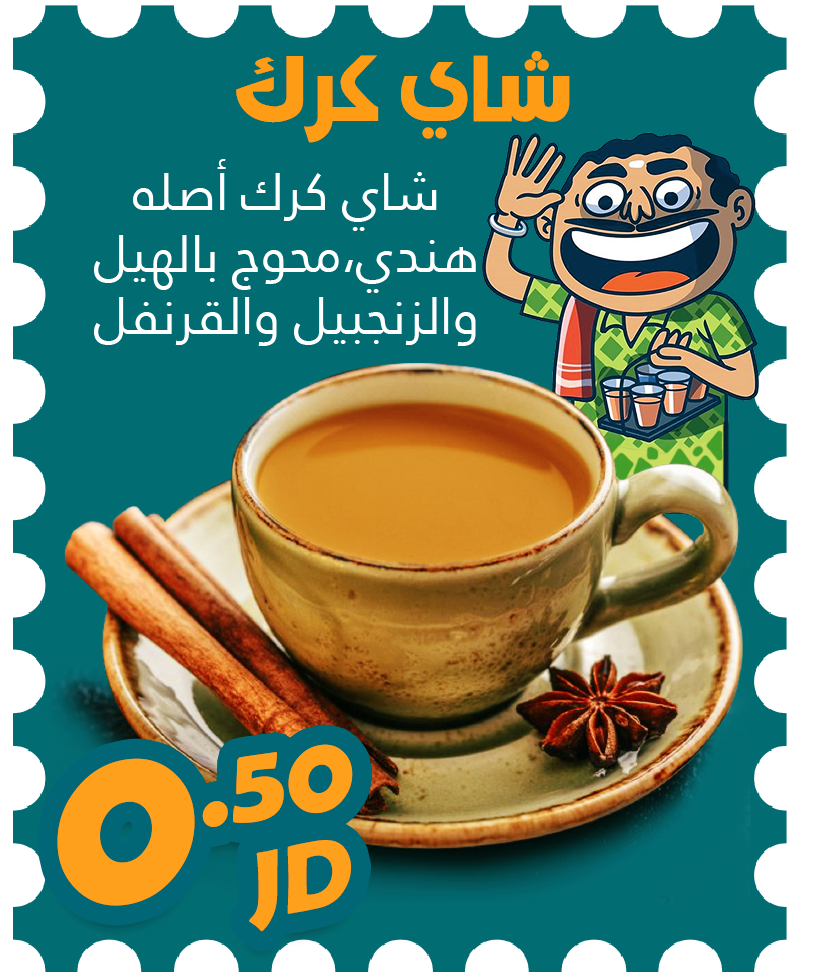 شاي كرك
شاي كرك أصله
هندي،محوج بالهيل
والزنجبيل والقرنفل
0.50
JD